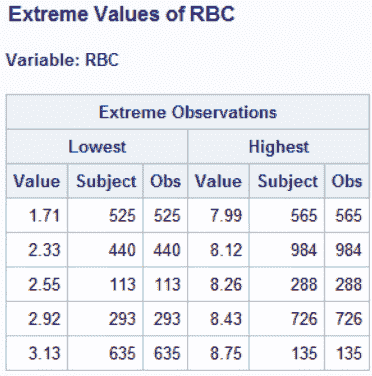 Extreme Values of RBC
Variable: RBC
Extreme Observations
Lowest Highest
Value Subject Obs Value Subject Obs
1.71 525 525 7.99 565 565
2.33 440 440 8.12 984 984
2.55 113 113 8.26 288 288
2.92 293 293 8.43 726 726
3.13 635 635 8.75 135 135